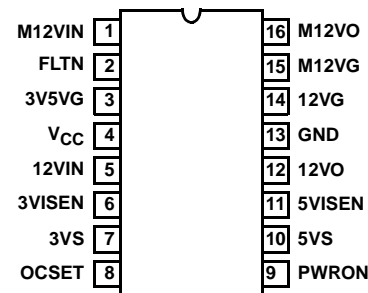 M12VIN 1 16 M12VO
FLTN 2 15 M12VG
3V5VG 3 14 12VG
VCC 4 13 GND
12VIN 5 12 12VO
3VISEN 6 11 5VISEN
3VS 7 10 5VS
OCSET 8 9 PWRON